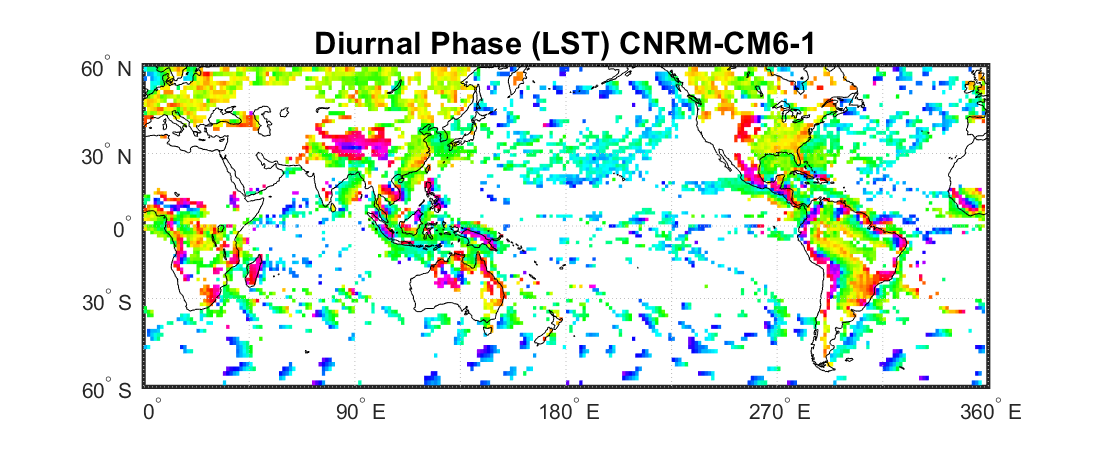 Diurnal Phase (LST) CNRM-CM6-1
60° N
30° N
0°
30° S
60° S
0° 90° E 180° E 270° E 360° E